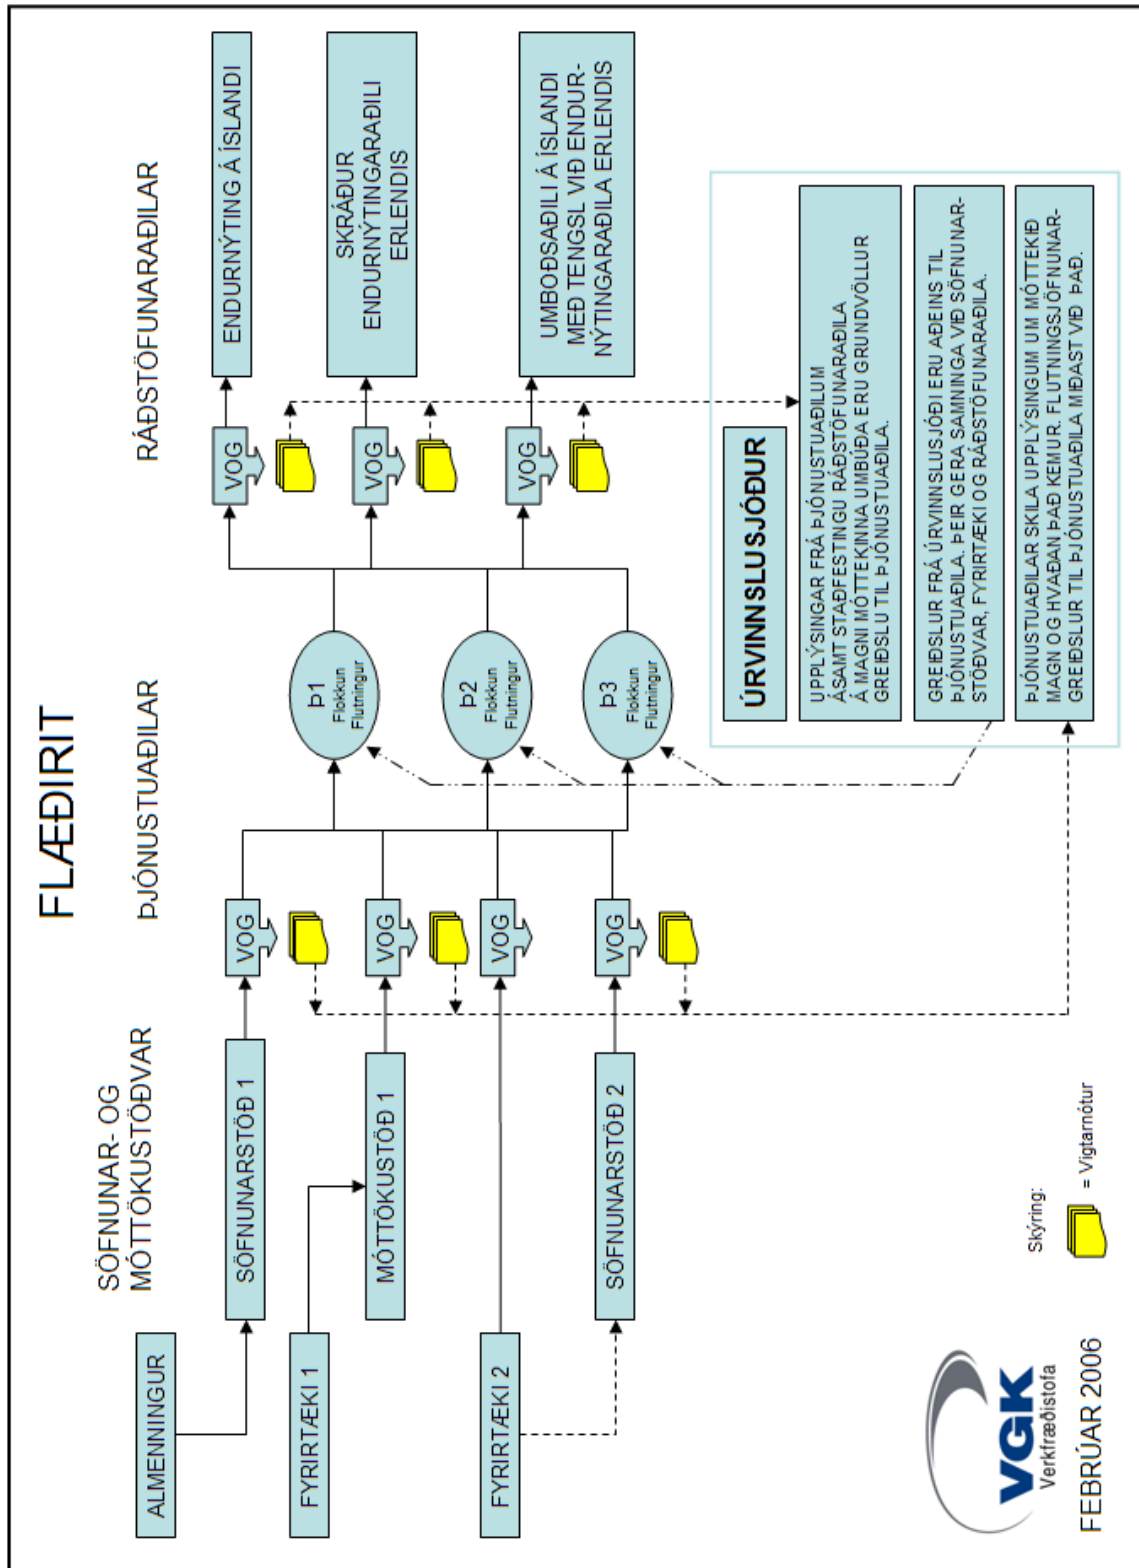 FLÆÐIRIT
SÖFNUNAR- OG
MÓTTÖKUSTÖÐVAR
ÞJÓNUSTUAÐILAR
RÁÐSTÖFUNARAÐILAR
ALMENNINGUR
SÖFNUNARSTÖÐ 1
VOG
FYRIRTÆKI 1
MÓTTÖKUSTÖÐ 1
VOG
FYRIRTÆKI 2
VOG
SÖFNUNARSTÖÐ 2
VOG
Þ1
Flokkun
Flutningur
Þ2
Flokkun
Flutningur
Þ3
Flokkun
Flutningur
VOG
ENDURNÝTING Á ÍSLANDI
VOG
SKRÁÐUR
ENDURNÝTINGARAÐILI
ERLENDIS
VOG
UMBOÐSAÐILI Á ÍSLANDI
MEÐ TENGSL VIÐ ENDUR-
NÝTINGARAÐILA ERLENDIS
ÚRVINNSLUSJÓÐUR
UPPLÝSINGAR FRÁ ÞJÓNUSTUAÐILUM
ÁSAMT STAÐFESTINGU RÁÐSTÖFUNARAÐILA
Á MAGNI MÓTTEKINNA UMBÚÐA ERU GRUNDVÖLLUR
GREIÐSLU TIL ÞJÓNUSTUAÐILA.
GREIÐSLUR FRÁ ÚRVINNSLUSJÓÐI ERU AÐEINS TIL
ÞJÓNUSTUAÐILA. ÞEIR GERA SAMNINGA VIÐ SÖFNUNAR-
STÖÐVAR, FYRIRTÆKI OG RÁÐSTÖFUNARAÐILA.
ÞJÓNUSTUAÐILAR SKILA UPPLÝSINGUM UM MÓTTEKIÐ
MAGN OG HVAÐAN ÞAÐ KEMUR. FLUTNINGSJÖFNUNAR-
GREIÐSLUR TIL ÞJÓNUSTUAÐILA MIÐAST VIÐ ÞAÐ.
Skýring:
= Vigtarnótur
VGK
Verkfræðistofa
FEBRÚAR 2006